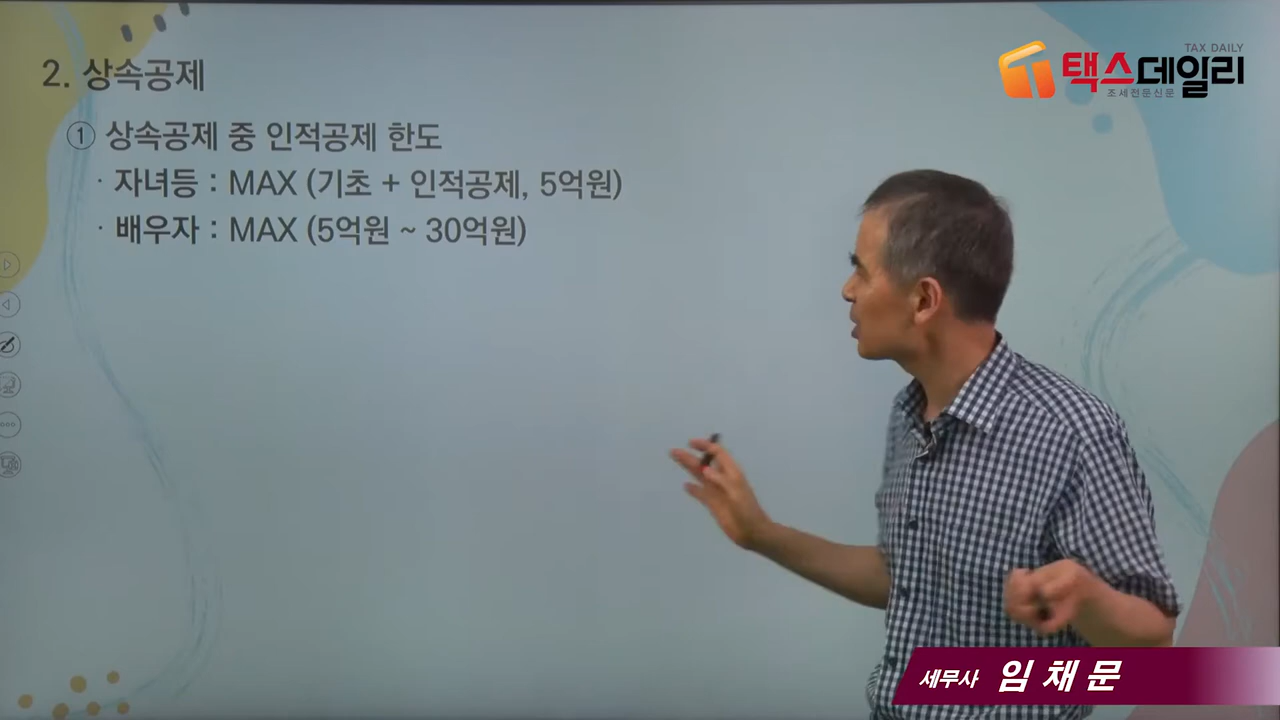 2. 상속공제
① 상속공제 중 인적공제 한도
· 자녀등 : MAX (기초 + 인적공제, 5억원)
· 배우자 : MAX (5억원 ~ 30억원)
TAX DAILY
택스데일리
조세전문신문
세무사 임채문